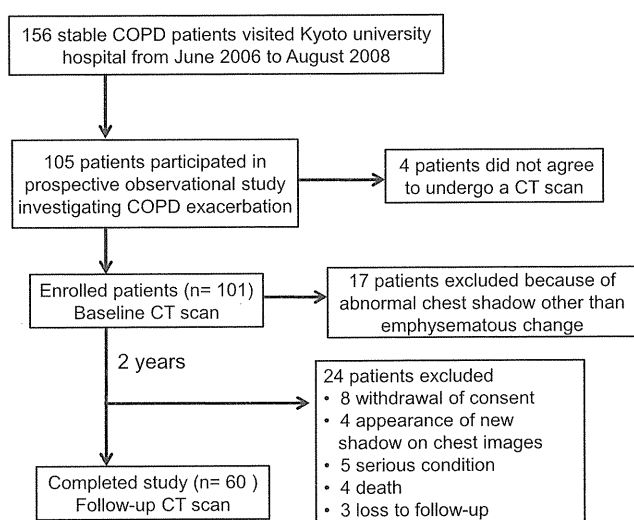 156 stable COPD patients visited Kyoto university
hospital from June 2006 to August 2008
105 patients participated in
prospective observational study
investigating COPD exacerbation
4 patients did not agree
to undergo a CT scan
Enrolled patients (n= 101)
Baseline CT scan
17 patients excluded because of
abnormal chest shadow other than
emphysematous change
2 years
24 patients excluded
• 8 withdrawal of consent
• 4 appearance of new
shadow on chest images
• 5 serious condition
• 4 death
• 3 loss to follow-up
Completed study (n= 60 )
Follow-up CT scan